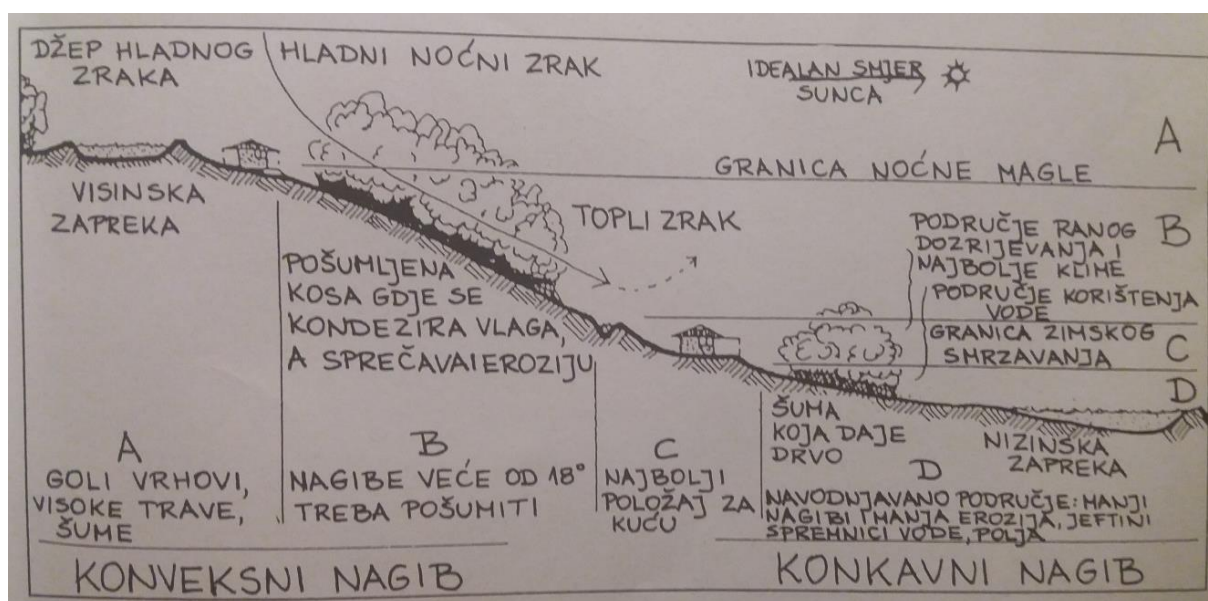 DŽEP HLADNOG
ZRAKA
HLADNI NOĆNI ZRAK
IDEALAN SMJER
SUNCA
A
GRANICA NOĆNE MAGLE
VISINSKA
ZAPREKA
TOPLI ZRAK
PODRUČJE RANOG
DOZRIJEVANJA I
NAJBOLJE KLIME
B
PODRUČJE KORIŠTENJA
VODE
GRANICA ZIMSKOG
SMRZAVANJA
C
D
POŠUMLJENA
KOSA GDJE SE
KONDEZIRA VLAGA,
A SPREČAVA I EROZIJU
ŠUMA
KOJA DAJE
DRVO
NIZINSKA
ZAPREKA
A
GOLI VRHOVI,
VISOKE TRAVE,
ŠUME
B
NAGIBE VEĆE OD 18°
TREBA POŠUMITI
C
NAJBOLJI
POLOŽAJ ZA
KUĆU
D
NAVODNJAVANO PODRUČJE: MANJI
NAGIBI I MANJA EROZIJA, JEFTINI
SPREMNICI VODE, POLJA
KONVEKSNI NAGIB
KONKAVNI NAGIB